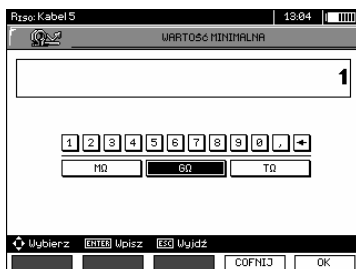 RISO: Kabel 5 13:04
WARTOŚĆ MINIMALNA
1
1 2 3 4 5 6 7 8 9 0 , ←
MΩ GΩ TΩ
Wybierz ENTER Wpisz ESC Wyjdź
COFNIJ OK